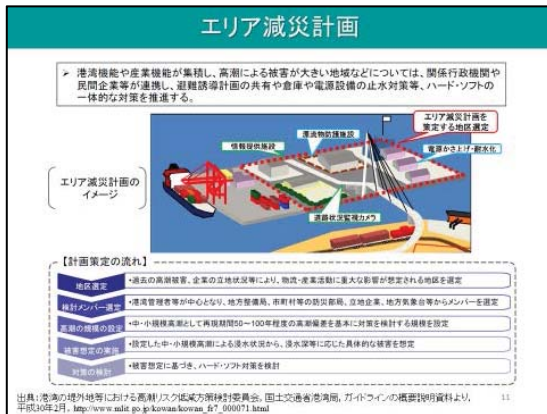 エリア減災計画
➢ 港湾機能や産業機能が集積し、高潮による被害が大きい地域などについては、関係行政機関や
民間企業等が連携し、避難誘導計画の共有や倉庫や電源設備の止水対策等、ハード・ソフトの
一体的な対策を推進する。
エリア減災計画を
策定する地区選定
漂流物防護施設
情報提供施設
電源かさ上げ・耐水化
エリア減災計画の
イメージ
道路状況監視カメラ
【計画策定の流れ】
地区選定
・過去の高潮被害、企業の立地状況等により、物流・産業活動に重大な影響が想定される地区を選定
検討メンバー選定
・港湾管理者等が中心となり、地方整備局、市町村等の防災部局、立地企業、地方気象台等からメンバーを選定
高潮の規模の設定
・中・小規模高潮として再現期間50～100年程度の高潮偏差を基本に対策を検討する規模を設定
被害想定の実施
・設定した中・小規模高潮による浸水状況から、浸水深等に応じた具体的な被害を想定
対策の検討
・被害想定に基づき、ハード・ソフト対策を検討
出典：港湾の堤外地等における高潮リスク低減方策検討委員会，国土交通省港湾局，ガイドラインの概要説明資料より，
平成30年2月，http://www.mlit.go.jp/kowan/kowan_fr7_000071.html
11